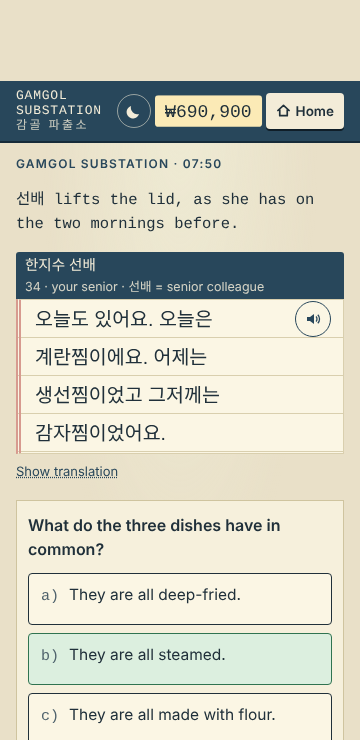 GAMGOL
SUBSTATION
감골 파출소
₩690,900
Home
GAMGOL SUBSTATION · 07:50
선배 lifts the lid, as she has on
the two mornings before.
한지수 선배
34 · your senior · 선배 = senior colleague
오늘도 있어요. 오늘은
계란찜이에요. 어제는
생선찜이었고 그저께는
감자찜이었어요.
Show translation
What do the three dishes have in
common?
a) They are all deep-fried.
b) They are all steamed.
c) They are all made with flour.